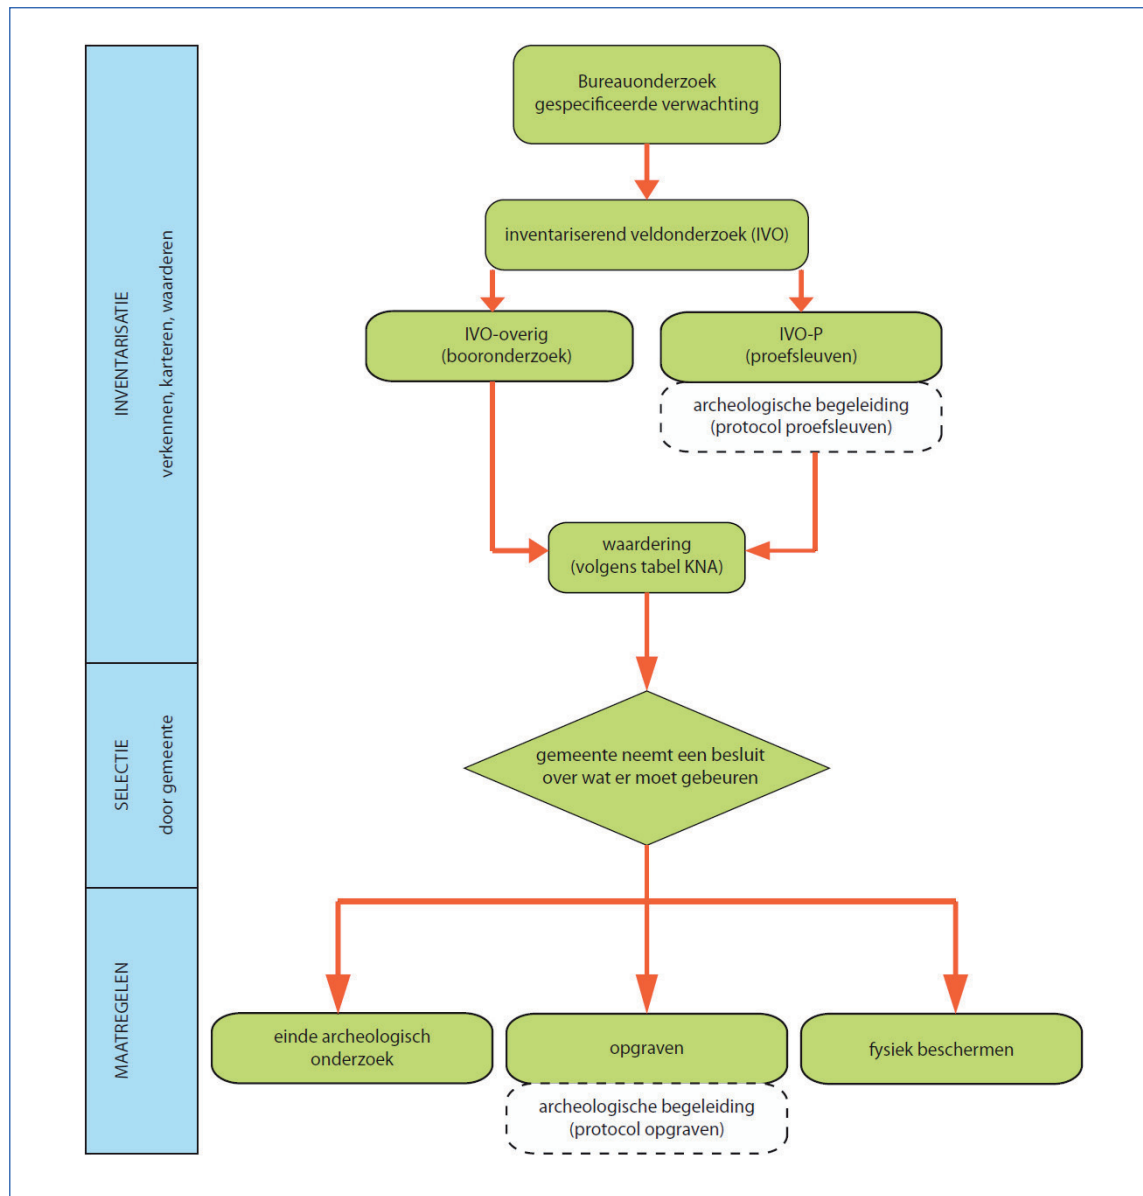 INVENTARISATIE
verkennen, karteren, waarderen
Bureauonderzoek
gespecificeerde verwachting
inventariserend veldonderzoek (IVO)
IVO-overig
(booronderzoek)
IVO-P
(proefsleuven)
archeologische begeleiding
(protocol proefsleuven)
waardering
(volgens tabel KNA)
SELECTIE
door gemeente
gemeente neemt een besluit
over wat er moet gebeuren
MAATREGELEN
einde archeologisch
onderzoek
opgraven
archeologische begeleiding
(protocol opgraven)
fysiek beschermen